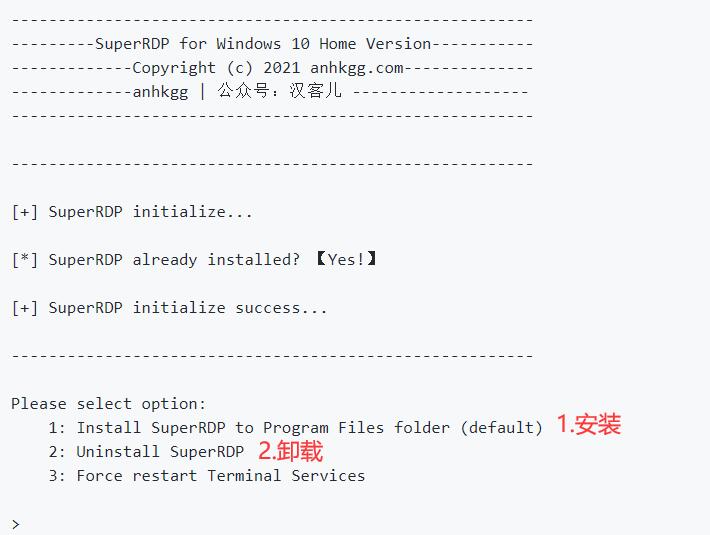 --------------------------------------------------------
---------SuperRDP for Windows 10 Home Version-----------
-------------Copyright (c) 2021 anhkgg.com--------------
-------------anhkgg | 公众号：汉客儿 -------------------
--------------------------------------------------------
--------------------------------------------------------
[+] SuperRDP initialize...
[*] SuperRDP already installed? 【Yes!】
[+] SuperRDP initialize success...
--------------------------------------------------------
Please select option:
1: Install SuperRDP to Program Files folder (default) 1.安装
2: Uninstall SuperRDP 2.卸载
3: Force restart Terminal Services
>